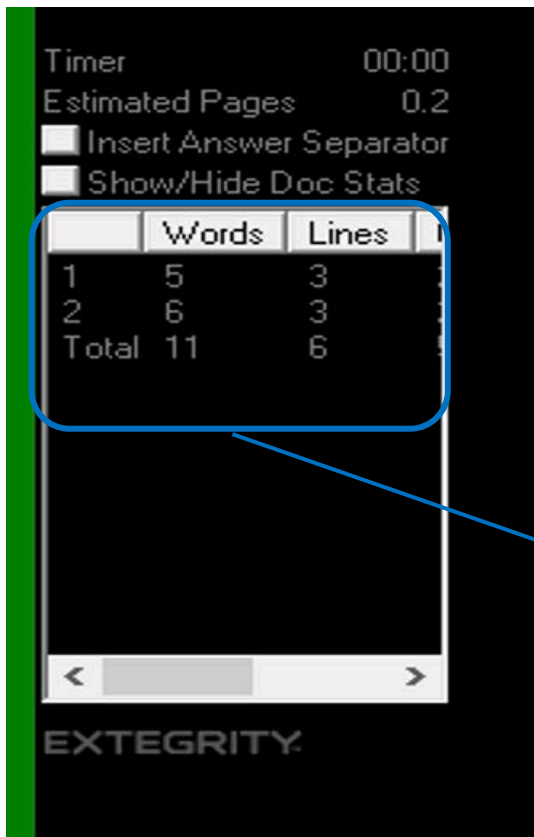 Timer 00:00
Estimated Pages 0.2
Insert Answer Separator
Show/Hide Doc Stats
Words Lines
1 5 3
2 6 3
Total 11 6
EXTEGRITY